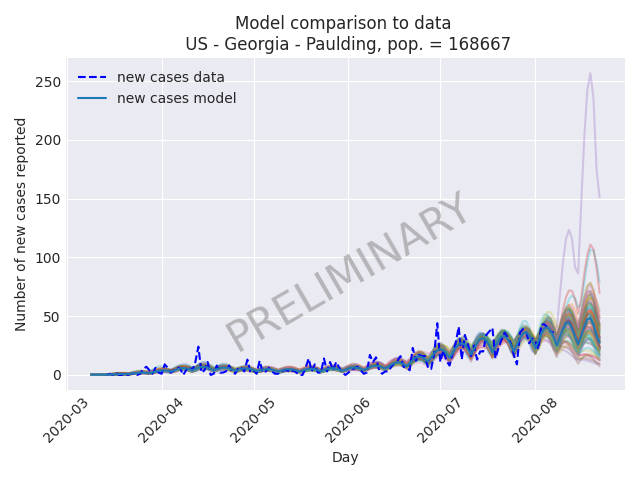 Model comparison to data
US - Georgia - Paulding, pop. = 168667
new cases data
new cases model
Number of new cases reported
250
200
150
100
50
0
PRELIMINARY
2020-03
2020-04
2020-05
2020-06
2020-07
2020-08
Day